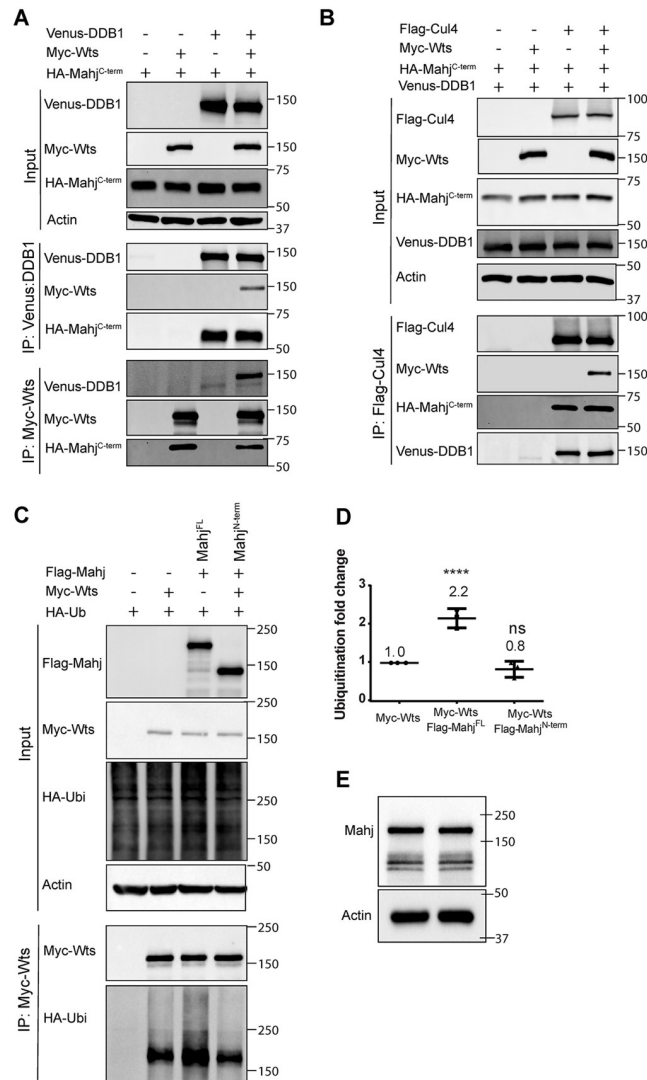 A
Venus-DDB1 - - + +
Myc-Wts - + - +
HA-Mahj^C-term + + + +
Input
Venus-DDB1 150
Myc-Wts 150
75
HA-Mahj^C-term
50
Actin
37
IP: Venus:DDB1
Venus-DDB1 150
Myc-Wts 150
75
HA-Mahj^C-term
50
IP: Myc-Wts
Venus-DDB1 150
Myc-Wts 150
HA-Mahj^C-term 75
50
B
Flag-Cul4 - - + +
Myc-Wts - + - +
HA-Mahj^C-term + + + +
Venus-DDB1 + + + +
Input
100
Flag-Cul4
75
Myc-Wts 150
75
HA-Mahj^C-term
50
Venus-DDB1 150
50
Actin
37
IP: Flag-Cul4
100
Flag-Cul4
Myc-Wts 150
75
HA-Mahj^C-term
50
Venus-DDB1 150
C
Mahj^FL
Mahj^N-term
Flag-Mahj - - + +
Myc-Wts - + + +
HA-Ub + + + +
Input
250
Flag-Mahj
150
250
Myc-Wts
150
HA-Ubi 250
150
50
Actin
IP: Myc-Wts
250
Myc-Wts
150
HA-Ubi 250
150
D
Ubiquitination fold change
3
2
1
0
1.0
****
2.2
ns
0.8
Myc-Wts
Myc-Wts
Flag-Mahj^FL
Myc-Wts
Flag-Mahj^N-term
E
250
Mahj
150
50
Actin
37